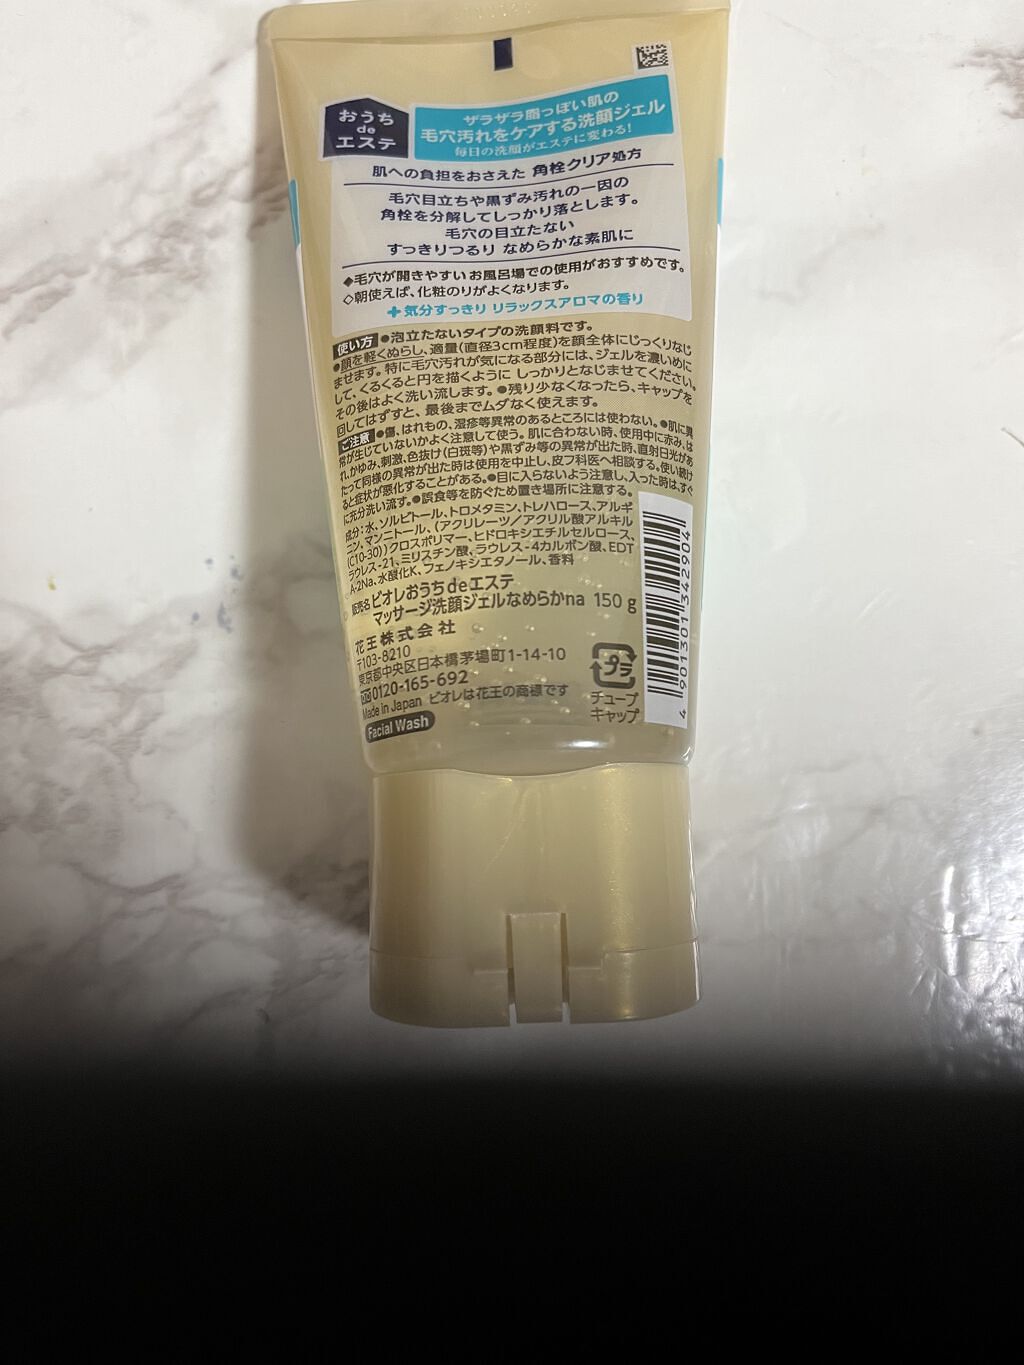 おうち
de
エステ
ザラザラ脂っぽい肌の
毛穴汚れをケアする洗顔ジェル
毎日の洗顔がエステに変わる!
肌への負担をおさえた 角栓クリア処方
毛穴目立ちや黒ずみ汚れの一因の
角栓を分解してしっかり落とします。
毛穴の目立たない
すっきりつるり なめらかな素肌に
◆毛穴が開きやすいお風呂場での使用がおすすめです。
◇朝使えば、化粧のりがよくなります。
✚気分すっきり リラックスアロマの香り
使い方 ●泡立たないタイプの洗顔料です。
●顔を軽くぬらし、適量(直径3cm程度)を顔全体にじっくりなじ
ませます。特に毛穴汚れが気になる部分には、ジェルを濃いめに
して、くるくると円を描くように しっかりとなじませてください。
その後はよく洗い流します。●残り少なくなったら、キャップを
回してはずすと、最後までムダなく使えます。
ご注意 ●傷、はれもの、湿疹等異常のあるところには使わない。●肌に異
常が生じていないかよく注意して使う。肌に合わない時、使用中に赤み、は
れ、かゆみ、刺激、色抜け(白斑等)や黒ずみ等の異常が出た時、直射日光があ
たって同様の異常が出た時は使用を中止し、皮フ科医へ相談する。使い続け
ると症状が悪化することがある。●目に入らないよう注意し、入った時は、すぐ
に充分洗い流す。●誤食等を防ぐため置き場所に注意する。
成分:水、ソルビトール、トロメタミン、トレハロース、アルギ
ニン、マンニトール、(アクリレーツ/アクリル酸アルキル
(C10-30))クロスポリマー、ヒドロキシエチルセルロース、
ラウレス-21、ミリスチン酸、ラウレス-4カルボン酸、EDT
A-2Na、水酸化K、フェノキシエタノール、香料
販売名 ビオレおうちdeエステ
マッサージ洗顔ジェルなめらかna 150g
花王株式会社
〒103-8210
東京都中央区日本橋茅場町1-14-10
0120-165-692
Made in Japan ビオレは花王の商標です
Facial Wash
プラ
チューブ
キャップ
4 901301 342904